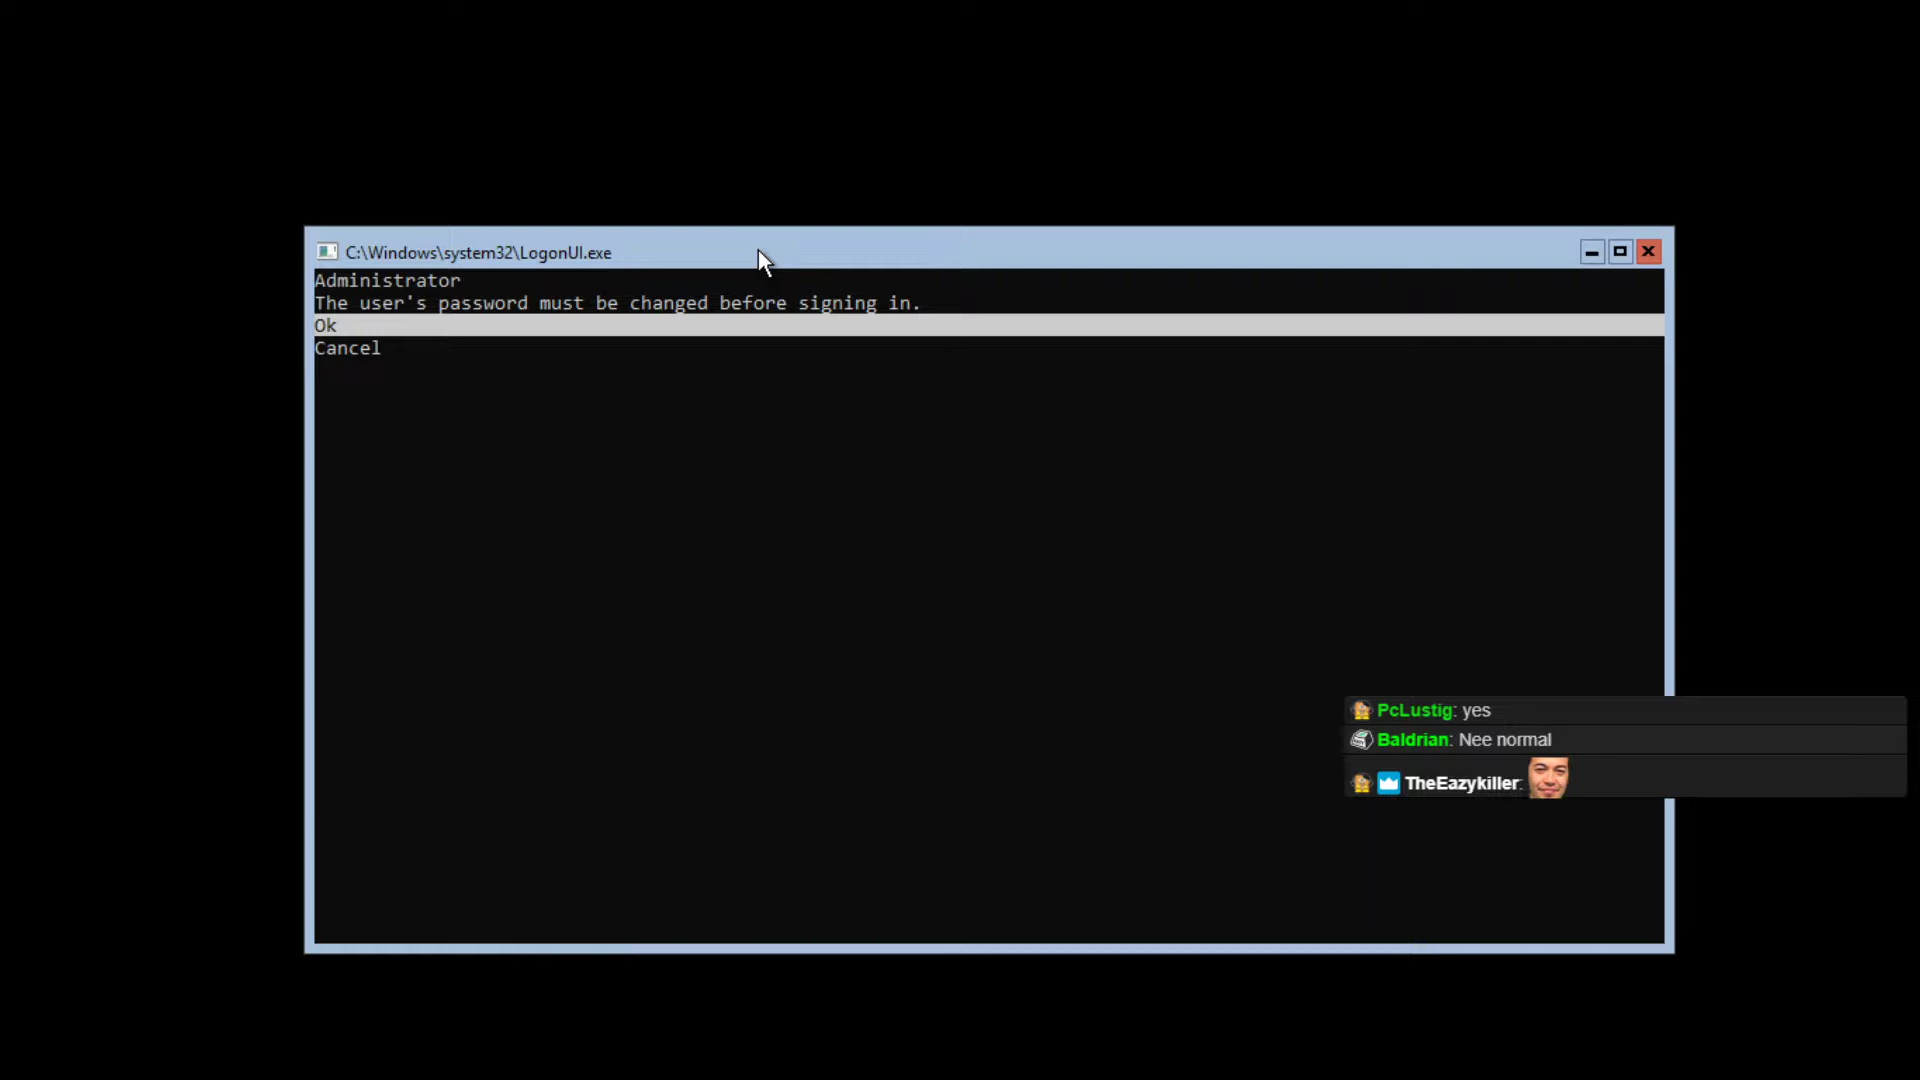 C:\Windows\system32\LogonUI.exe
Administrator
The user's password must be changed before signing in.
Ok
Cancel
PcLustig: yes
Baldrian: Nee normal
TheEazykiller: